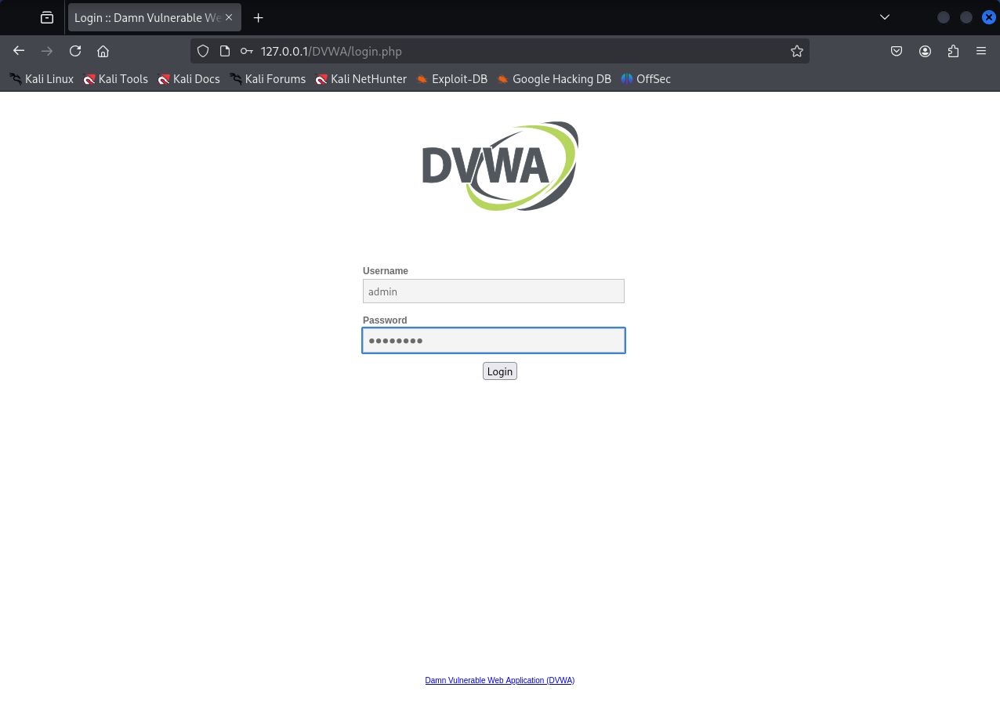 Login :: Damn Vulnerable We
127.0.0.1/DVWA/login.php
Kali Linux Kali Tools Kali Docs Kali Forums Kali NetHunter Exploit-DB Google Hacking DB OffSec
DVWA
Username
admin
Password
●●●●●●●●
Login
Damn Vulnerable Web Application (DVWA)